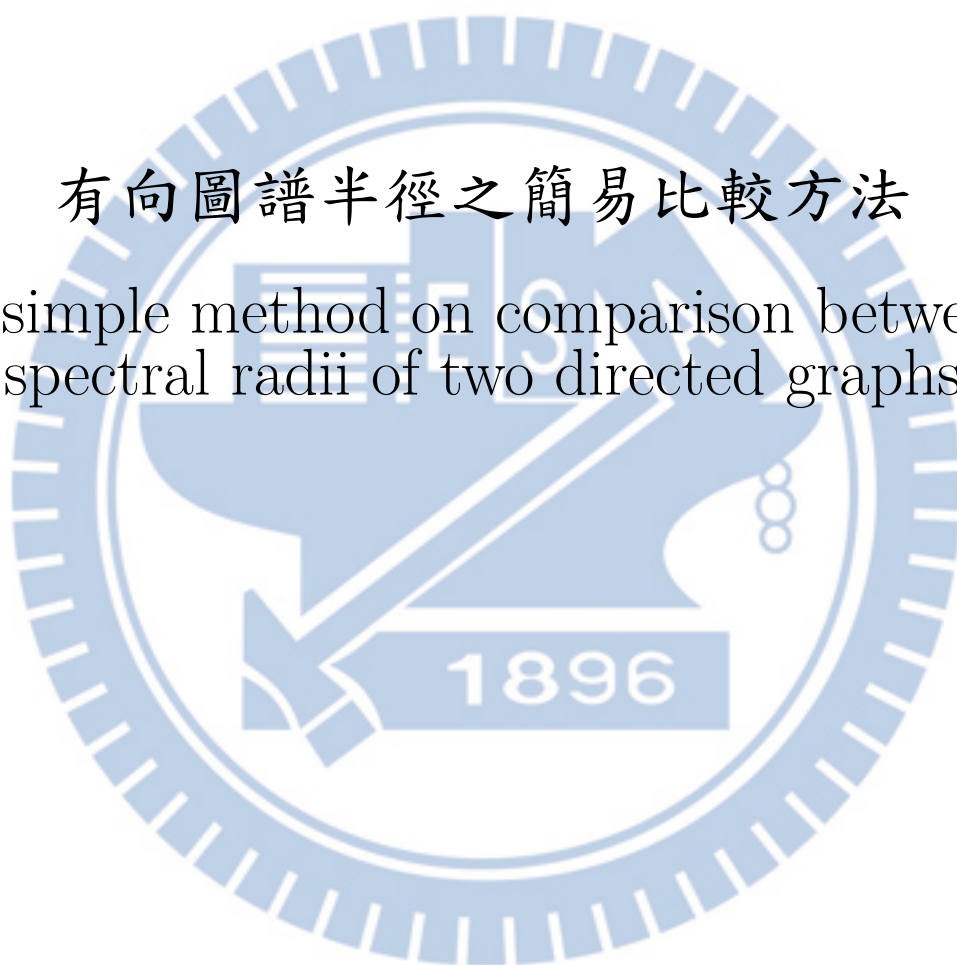 有向圖譜半徑之簡易比較方法
ESA
simple method on comparison betwe
spectral radii of two directed graphs
1896